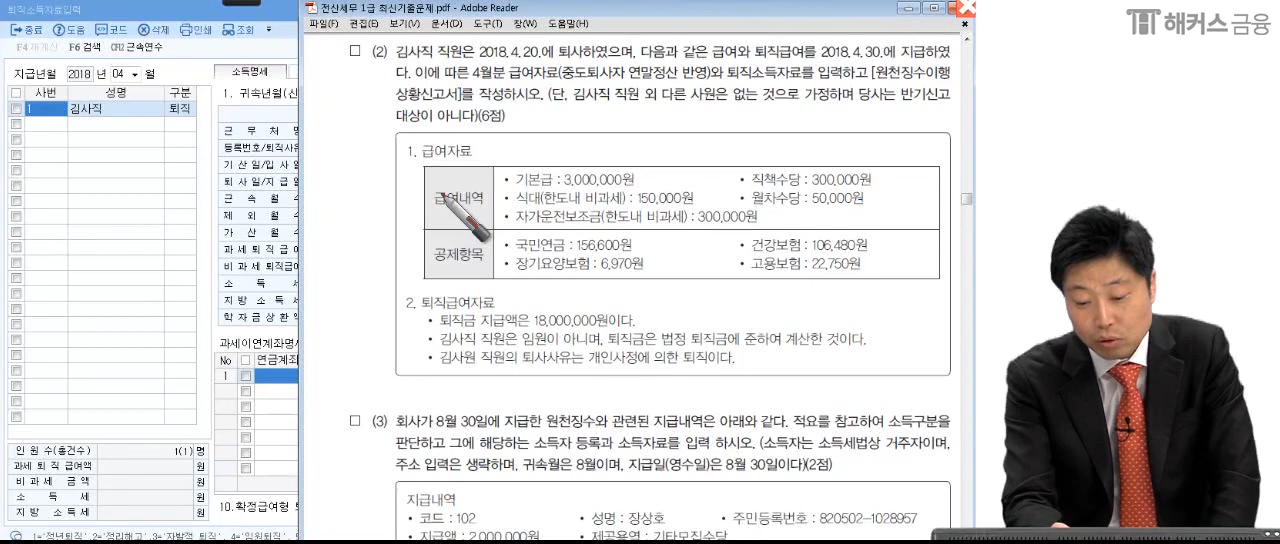 퇴직소득자료입력
전산세무 1급 최신기출문제.pdf - Adobe Reader
해커스금융
파일(F) 편집(E) 보기(V) 문서(D) 도구(T) 창(W) 도움말(H)
종료 도움 코드 삭제 인쇄 조회
F4 재계산 F6 검색 CF12 근속연수
지급년월 2018 년 04 월
소득명세
사번 성명 구분
1 김사직 퇴직
1. 귀속년월(신
근 무 처 명
등록번호/퇴직사유
기 산 일/입 사 일
퇴 사 일/지 급 일
근 속 월 수
제 외 월 수
가 산 월 수
과 세 퇴 직 급 여
비 과 세 퇴직급여
소 득 세
지 방 소 득 세
학 자 금 상 환 액
과세이연계좌명세
No 연금계좌
1
인 원 수(총건수) 1(1) 명
과세 퇴 직 급여액 원
비 과 세 금 액 원
소 득 세 원
지 방 소 득 세 원
10.확정급여형 퇴
1='정년퇴직',2='정리해고',3='자발적 퇴직', 4='임원퇴직',
(2) 김사직 직원은 2018. 4. 20.에 퇴사하였으며, 다음과 같은 급여와 퇴직급여를 2018. 4. 30.에 지급하였
다. 이에 따른 4월분 급여자료(중도퇴사자 연말정산 반영)와 퇴직소득자료를 입력하고 [원천징수이행
상황신고서]를 작성하시오. (단, 김사직 직원 외 다른 사원은 없는 것으로 가정하며 당사는 반기신고
대상이 아니다)(6점)
1. 급여자료
급여내역
• 기본급 : 3,000,000원 • 직책수당 : 300,000원
• 식대(한도내 비과세) : 150,000원 • 월차수당 : 50,000원
• 자가운전보조금(한도내 비과세) : 300,000원
공제항목
• 국민연금 : 156,600원 • 건강보험 : 106,480원
• 장기요양보험 : 6,970원 • 고용보험 : 22,750원
2. 퇴직급여자료
• 퇴직금 지급액은 18,000,000원이다.
• 김사직 직원은 임원이 아니며, 퇴직금은 법정 퇴직금에 준하여 계산한 것이다.
• 김사원 직원의 퇴사사유는 개인사정에 의한 퇴직이다.
(3) 회사가 8월 30일에 지급한 원천징수와 관련된 지급내역은 아래와 같다. 적요를 참고하여 소득구분을
판단하고 그에 해당하는 소득자 등록과 소득자료를 입력 하시오. (소득자는 소득세법상 거주자이며,
주소 입력은 생략하며, 귀속월은 8월이며, 지급일(영수일)은 8월 30일이다)(2점)
지급내역
• 코드 : 102 • 성명 : 장상호 • 주민등록번호 : 820502-1028957
• 지급액 : 2,000,000원 • 제공용역 : 기타모집수당